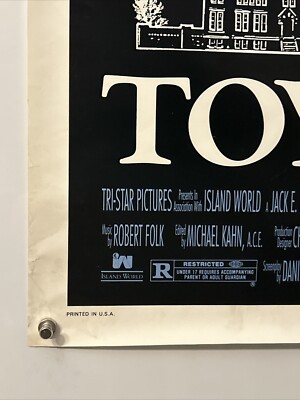 TOY
TRI-STAR PICTURES Presents In Association With ISLAND WORLD A JACK E.
Music by ROBERT FOLK Edited by MICHAEL KAHN, A.C.E. Production Designer C
Screenplay by DANI
ISLAND WORLD
R RESTRICTED
UNDER 17 REQUIRES ACCOMPANYING PARENT OR ADULT GUARDIAN
PRINTED IN U.S.A.